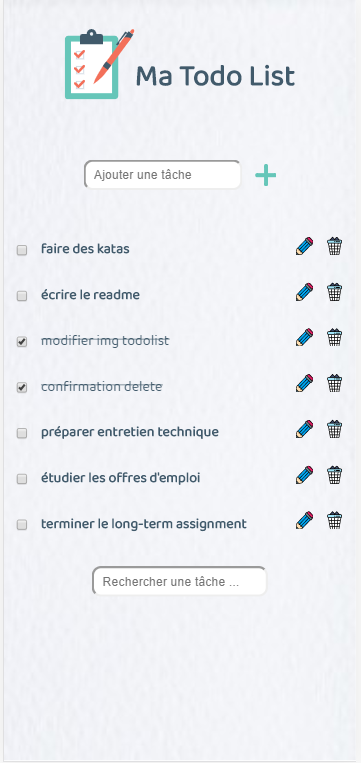 Ma Todo List
Ajouter une tâche
faire des katas
écrire le readme
modifier img todolist
confirmation delete
préparer entretien technique
étudier les offres d'emploi
terminer le long-term assignment
Rechercher une tâche ...